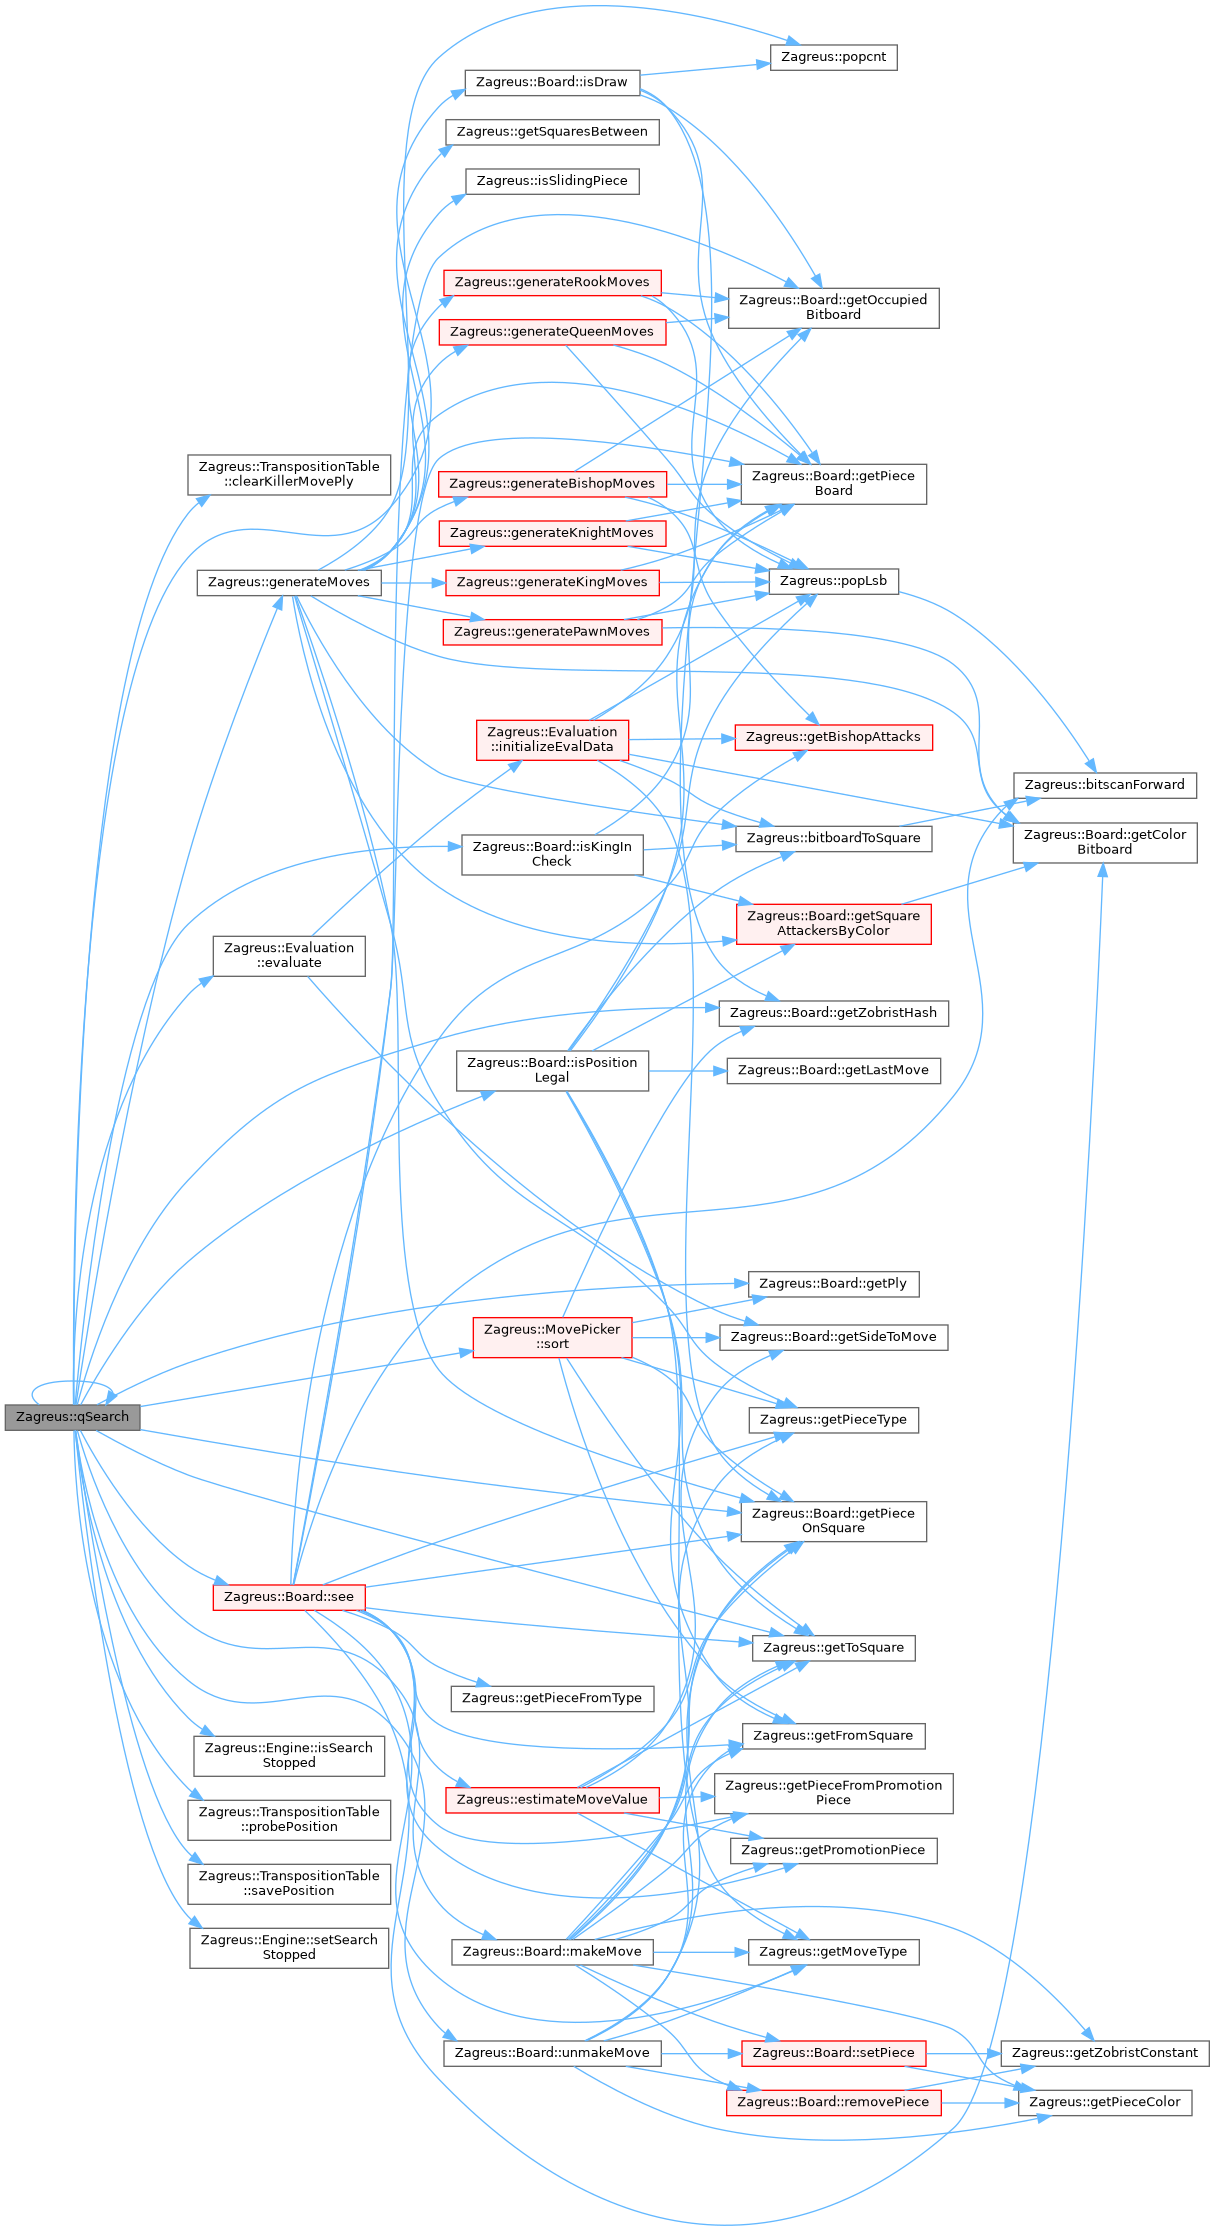 Zagreus::popcnt
Zagreus::Board::isDraw
Zagreus::getSquaresBetween
Zagreus::isSlidingPiece
Zagreus::generateRookMoves
Zagreus::Board::getOccupied
Bitboard
Zagreus::generateQueenMoves
Zagreus::TranspositionTable
::clearKillerMovePly
Zagreus::generateBishopMoves
Zagreus::Board::getPiece
Board
Zagreus::generateKnightMoves
Zagreus::generateMoves
Zagreus::generateKingMoves
Zagreus::popLsb
Zagreus::generatePawnMoves
Zagreus::Evaluation
::initializeEvalData
Zagreus::getBishopAttacks
Zagreus::bitscanForward
Zagreus::Board::isKingIn
Check
Zagreus::bitboardToSquare
Zagreus::Board::getColor
Bitboard
Zagreus::Board::getSquare
AttackersByColor
Zagreus::Evaluation
::evaluate
Zagreus::Board::getZobristHash
Zagreus::Board::isPosition
Legal
Zagreus::Board::getLastMove
Zagreus::Board::getPly
Zagreus::MovePicker
::sort
Zagreus::Board::getSideToMove
Zagreus::qSearch
Zagreus::getPieceType
Zagreus::Board::getPiece
OnSquare
Zagreus::Board::see
Zagreus::getToSquare
Zagreus::getPieceFromType
Zagreus::getFromSquare
Zagreus::Engine::isSearch
Stopped
Zagreus::estimateMoveValue
Zagreus::getPieceFromPromotion
Piece
Zagreus::TranspositionTable
::probePosition
Zagreus::getPromotionPiece
Zagreus::TranspositionTable
::savePosition
Zagreus::Engine::setSearch
Stopped
Zagreus::Board::makeMove
Zagreus::getMoveType
Zagreus::Board::unmakeMove
Zagreus::Board::setPiece
Zagreus::getZobristConstant
Zagreus::Board::removePiece
Zagreus::getPieceColor